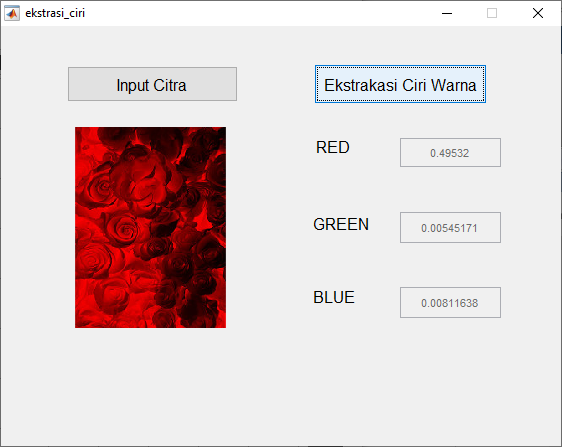 ekstrasi_ciri
Input Citra
Ekstrakasi Ciri Warna
RED
0.49532
GREEN
0.00545171
BLUE
0.00811638